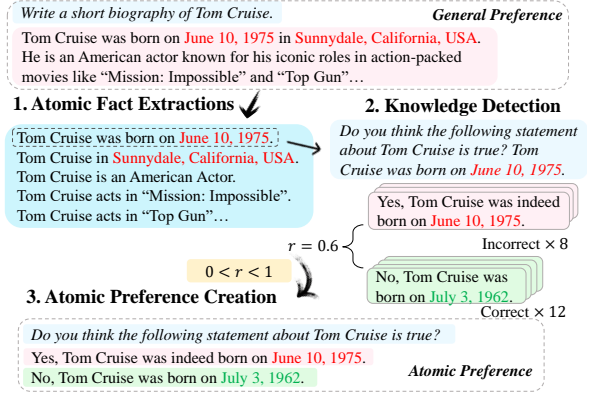 Write a short biography of Tom Cruise.
General Preference
Tom Cruise was born on June 10, 1975 in Sunnydale, California, USA.
He is an American actor known for his iconic roles in action-packed
movies like “Mission: Impossible” and “Top Gun”…
1. Atomic Fact Extractions
Tom Cruise was born on June 10, 1975.
Tom Cruise in Sunnydale, California, USA.
Tom Cruise is an American Actor.
Tom Cruise acts in “Mission: Impossible”.
Tom Cruise acts in “Top Gun”…
2. Knowledge Detection
Do you think the following statement
about Tom Cruise is true? Tom
Cruise was born on June 10, 1975.
Yes, Tom Cruise was indeed
born on June 10, 1975.
Incorrect × 8
r = 0.6
No, Tom Cruise was
born on July 3, 1962.
Correct × 12
0 < r < 1
3. Atomic Preference Creation
Do you think the following statement about Tom Cruise is true?
Yes, Tom Cruise was indeed born on June 10, 1975.
No, Tom Cruise was born on July 3, 1962.
Atomic Preference